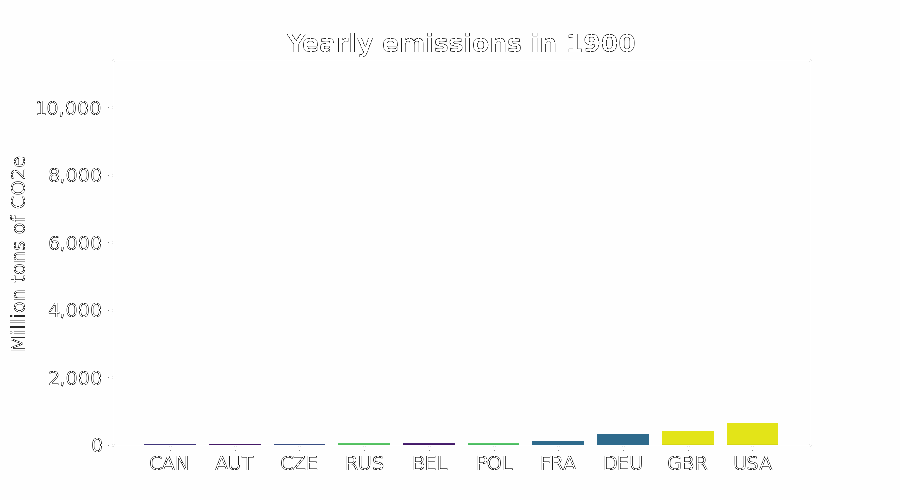 Yearly emissions in 1900
Million tons of CO2e
10,000
8,000
6,000
4,000
2,000
0
CAN AUT CZE RUS BEL POL FRA DEU GBR USA